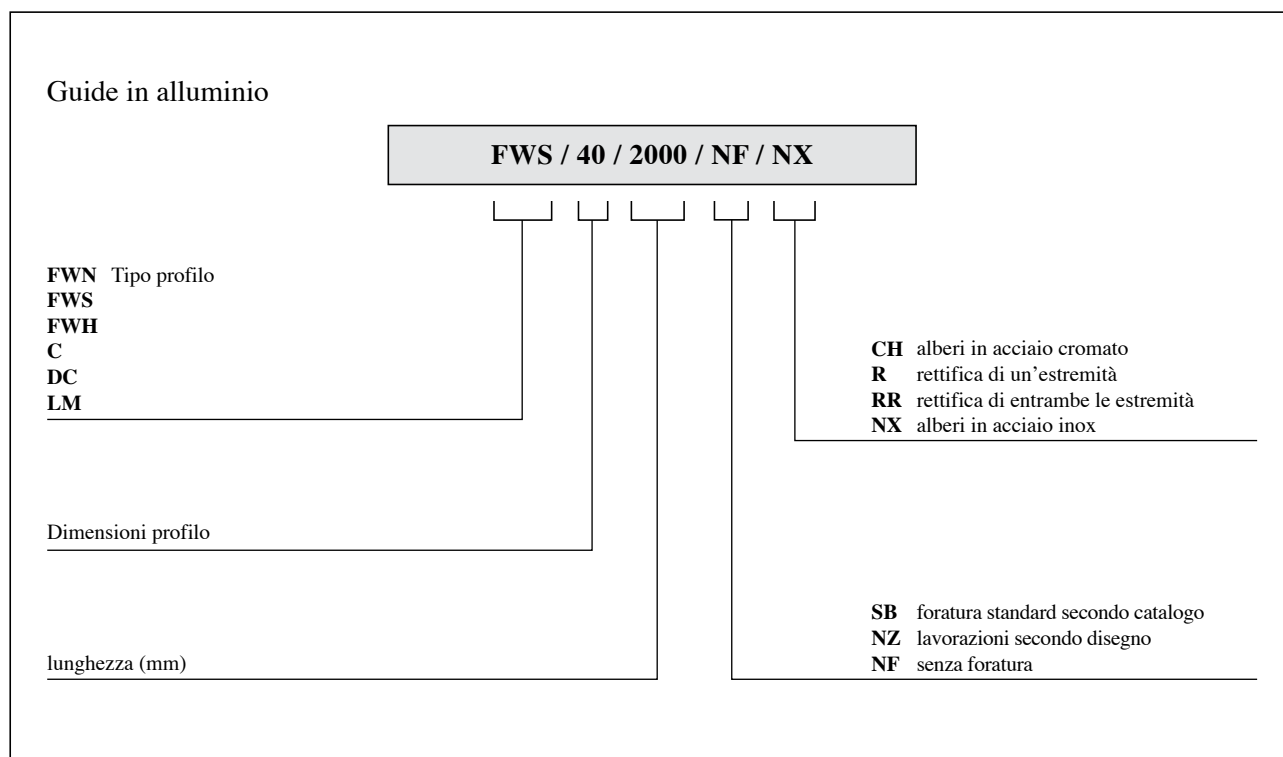 Guide in alluminio
FWS / 40 / 2000 / NF / NX
FWN Tipo profilo
FWS
FWH
C
DC
LM
CH alberi in acciaio cromato
R rettifica di un’estremità
RR rettifica di entrambe le estremità
NX alberi in acciaio inox
Dimensioni profilo
SB foratura standard secondo catalogo
NZ lavorazioni secondo disegno
NF senza foratura
lunghezza (mm)